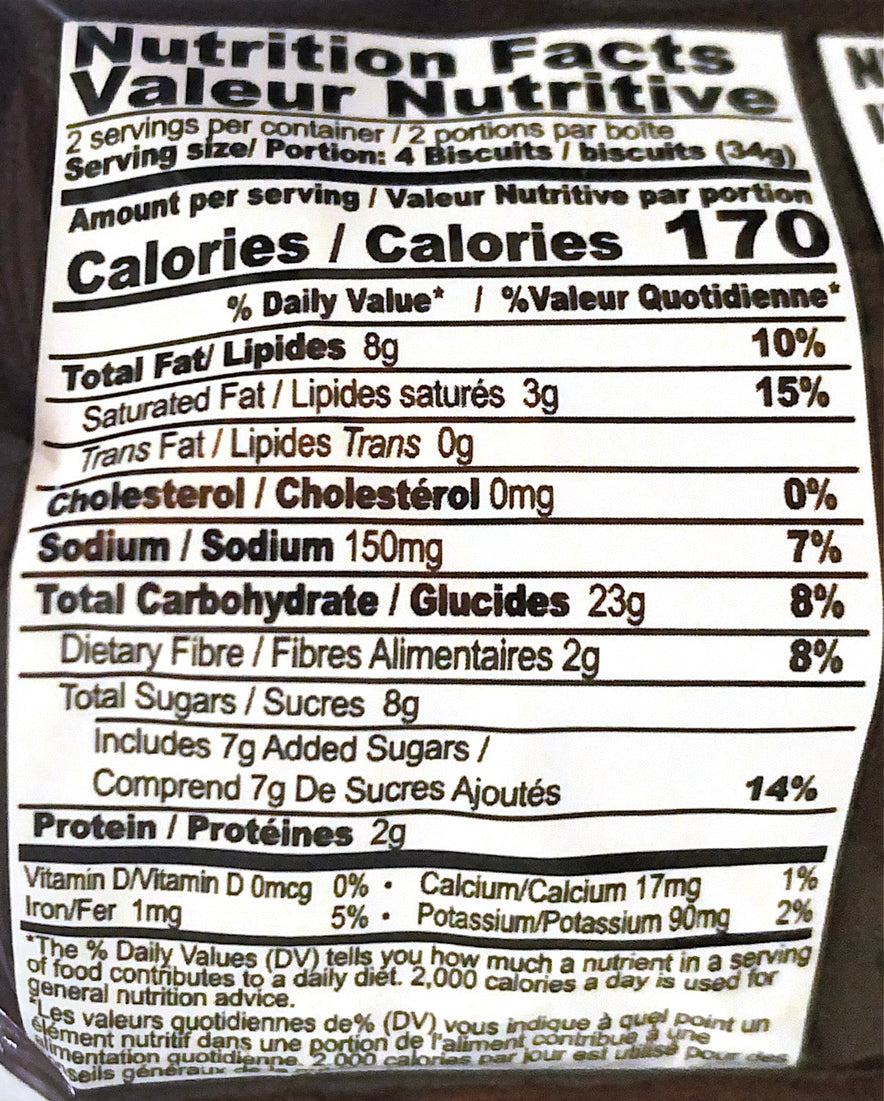 Nutrition Facts
Valeur Nutritive
2 servings per container / 2 portions par boîte
Serving size/ Portion: 4 Biscuits / biscuits (34g)
Amount per serving / Valeur Nutritive par portion
Calories / Calories 170
% Daily Value* / %Valeur Quotidienne*
Total Fat/ Lipides 8g 10%
Saturated Fat / Lipides saturés 3g 15%
Trans Fat / Lipides Trans 0g
Cholesterol / Cholestérol 0mg 0%
Sodium / Sodium 150mg 7%
Total Carbohydrate / Glucides 23g 8%
Dietary Fibre / Fibres Alimentaires 2g 8%
Total Sugars / Sucres 8g
Includes 7g Added Sugars /
Comprend 7g De Sucres Ajoutés 14%
Protein / Protéines 2g
Vitamin D/Vitamin D 0mcg 0% • Calcium/Calcium 17mg 1%
Iron/Fer 1mg 5% • Potassium/Potassium 90mg 2%
*The % Daily Values (DV) tells you how much a nutrient in a serving
of food contributes to a daily diet. 2,000 calories a day is used for
general nutrition advice.
*Les valeurs quotidiennes de% (DV) vous indique à quel point un
élément nutritif dans une portion de l'aliment contribue à une
alimentation quotidienne. 2 000 calories par jour est utilisé pour des
généraux